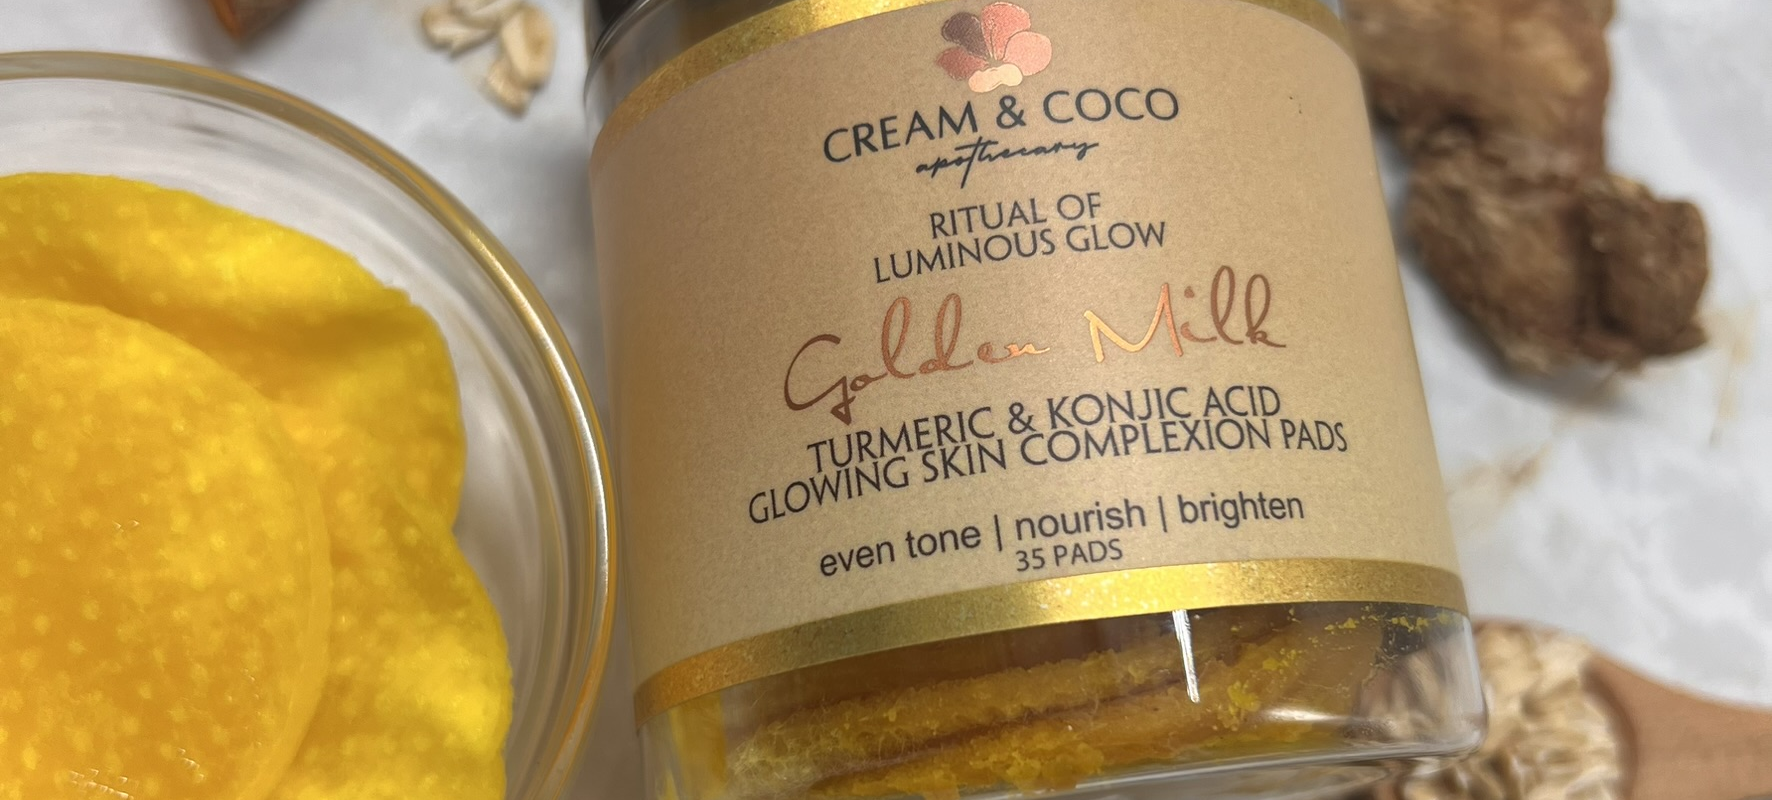 CREAM & COCO
apothecary
RITUAL OF
LUMINOUS GLOW
Golden Milk
TURMERIC & KONJIC ACID
GLOWING SKIN COMPLEXION PADS
even tone | nourish | brighten
35 PADS